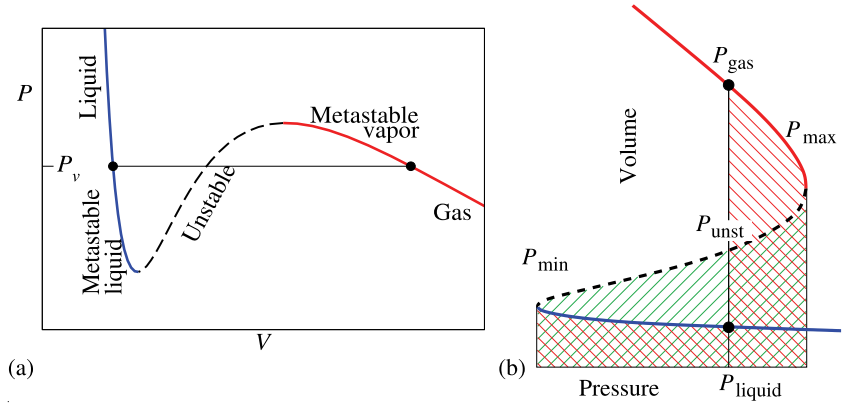 P
Liquid
P_v
Metastable
liquid
Unstable
Metastable
vapor
Gas
V
(a)
P_gas
P_max
Volume
P_unst
P_min
P_liquid
Pressure
(b)